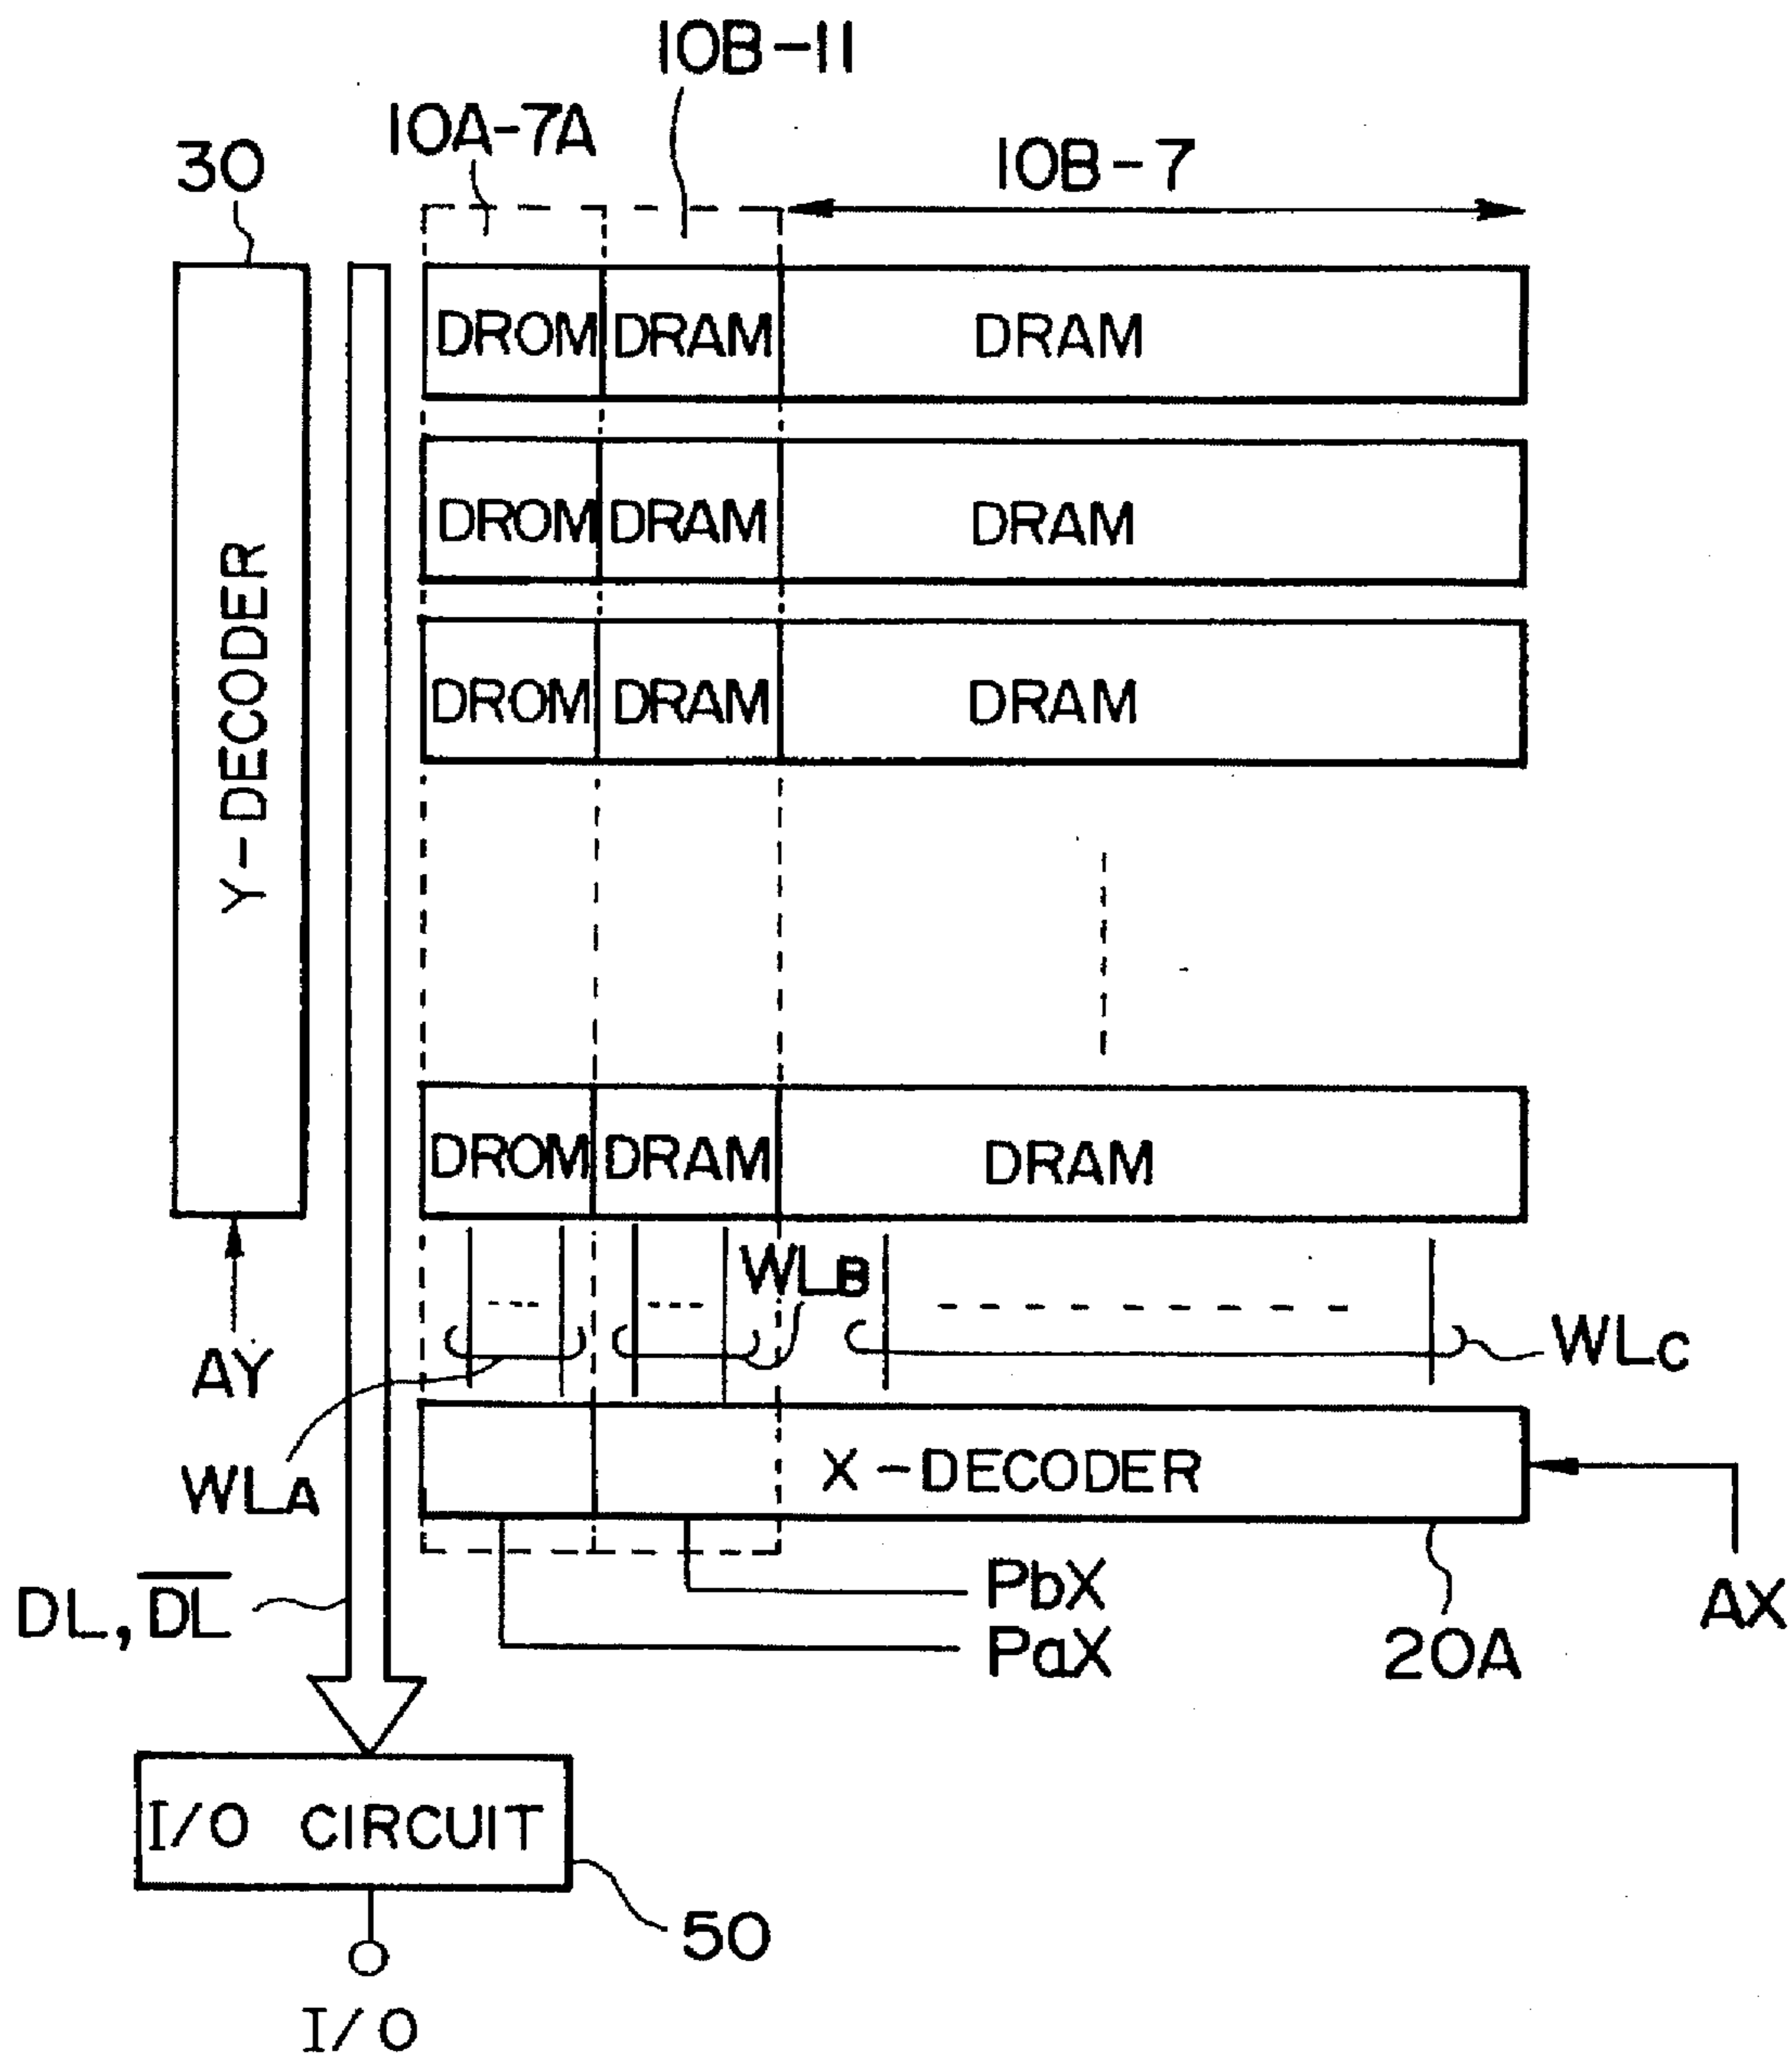 10B-11
10A-7A
30
10B-7
DROM DRAM DRAM
DROM DRAM DRAM
DROM DRAM DRAM
Y-DECODER
DROM DRAM DRAM
WLB
WLC
AY
X-DECODER
WLA
PbX
DL, D̅L̅
AX
PaX
20A
I/O CIRCUIT
50
I/O